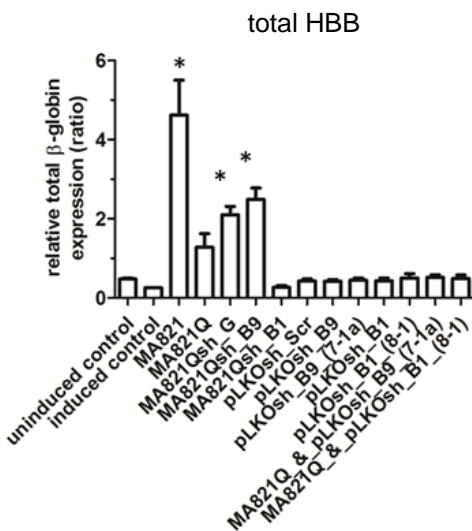 total HBB
relative total β-globin
expression (ratio)
6
4
2
0
*
*
*
uninduced control
induced control
MA821
MA821Q
MA821Qsh_G
MA821Qsh_B9
MA821Qsh_B1
pLKOsh_Scr
pLKOsh_B9
pLKOsh_B9_(7-1a)
pLKOsh_B1
pLKOsh_B1_(8-1)
MA821Q_&_pLKOsh_B9_(7-1a)
MA821Q_&_pLKOsh_B1_(8-1)